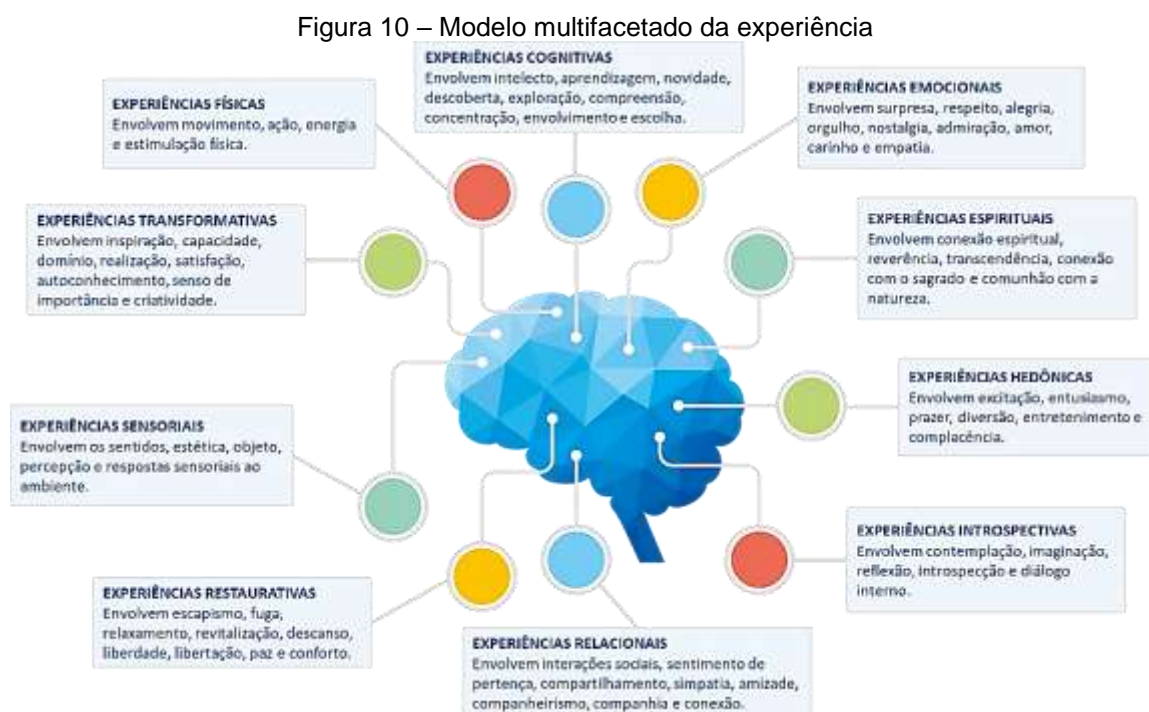 Figura 10 – Modelo multifacetado da experiência
EXPERIÊNCIAS COGNITIVAS
Envolvem intelecto, aprendizagem, novidade,
descoberta, exploração, compreensão,
concentração, envolvimento e escolha.
EXPERIÊNCIAS FÍSICAS
Envolvem movimento, ação, energia
e estimulação física.
EXPERIÊNCIAS EMOCIONAIS
Envolvem surpresa, respeito, alegria,
orgulho, nostalgia, admiração, amor,
carinho e empatia.
EXPERIÊNCIAS TRANSFORMATIVAS
Envolvem inspiração, capacidade,
domínio, realização, satisfação,
autoconhecimento, senso de
importância e criatividade.
EXPERIÊNCIAS ESPIRITUAIS
Envolvem conexão espiritual,
reverência, transcendência, conexão
com o sagrado e comunhão com a
natureza.
EXPERIÊNCIAS HEDÔNICAS
Envolvem excitação, entusiasmo,
prazer, diversão, entretenimento e
complacência.
EXPERIÊNCIAS SENSORIAIS
Envolvem os sentidos, estética, objeto,
percepção e respostas sensoriais ao
ambiente.
EXPERIÊNCIAS INTROSPECTIVAS
Envolvem contemplação, imaginação,
reflexão, introspecção e diálogo
interno.
EXPERIÊNCIAS RESTAURATIVAS
Envolvem escapismo, fuga,
relaxamento, revitalização, descanso,
liberdade, libertação, paz e conforto.
EXPERIÊNCIAS RELACIONAIS
Envolvem interações sociais, sentimento de
pertença, compartilhamento, simpatia, amizade,
companheirismo, companhia e conexão.